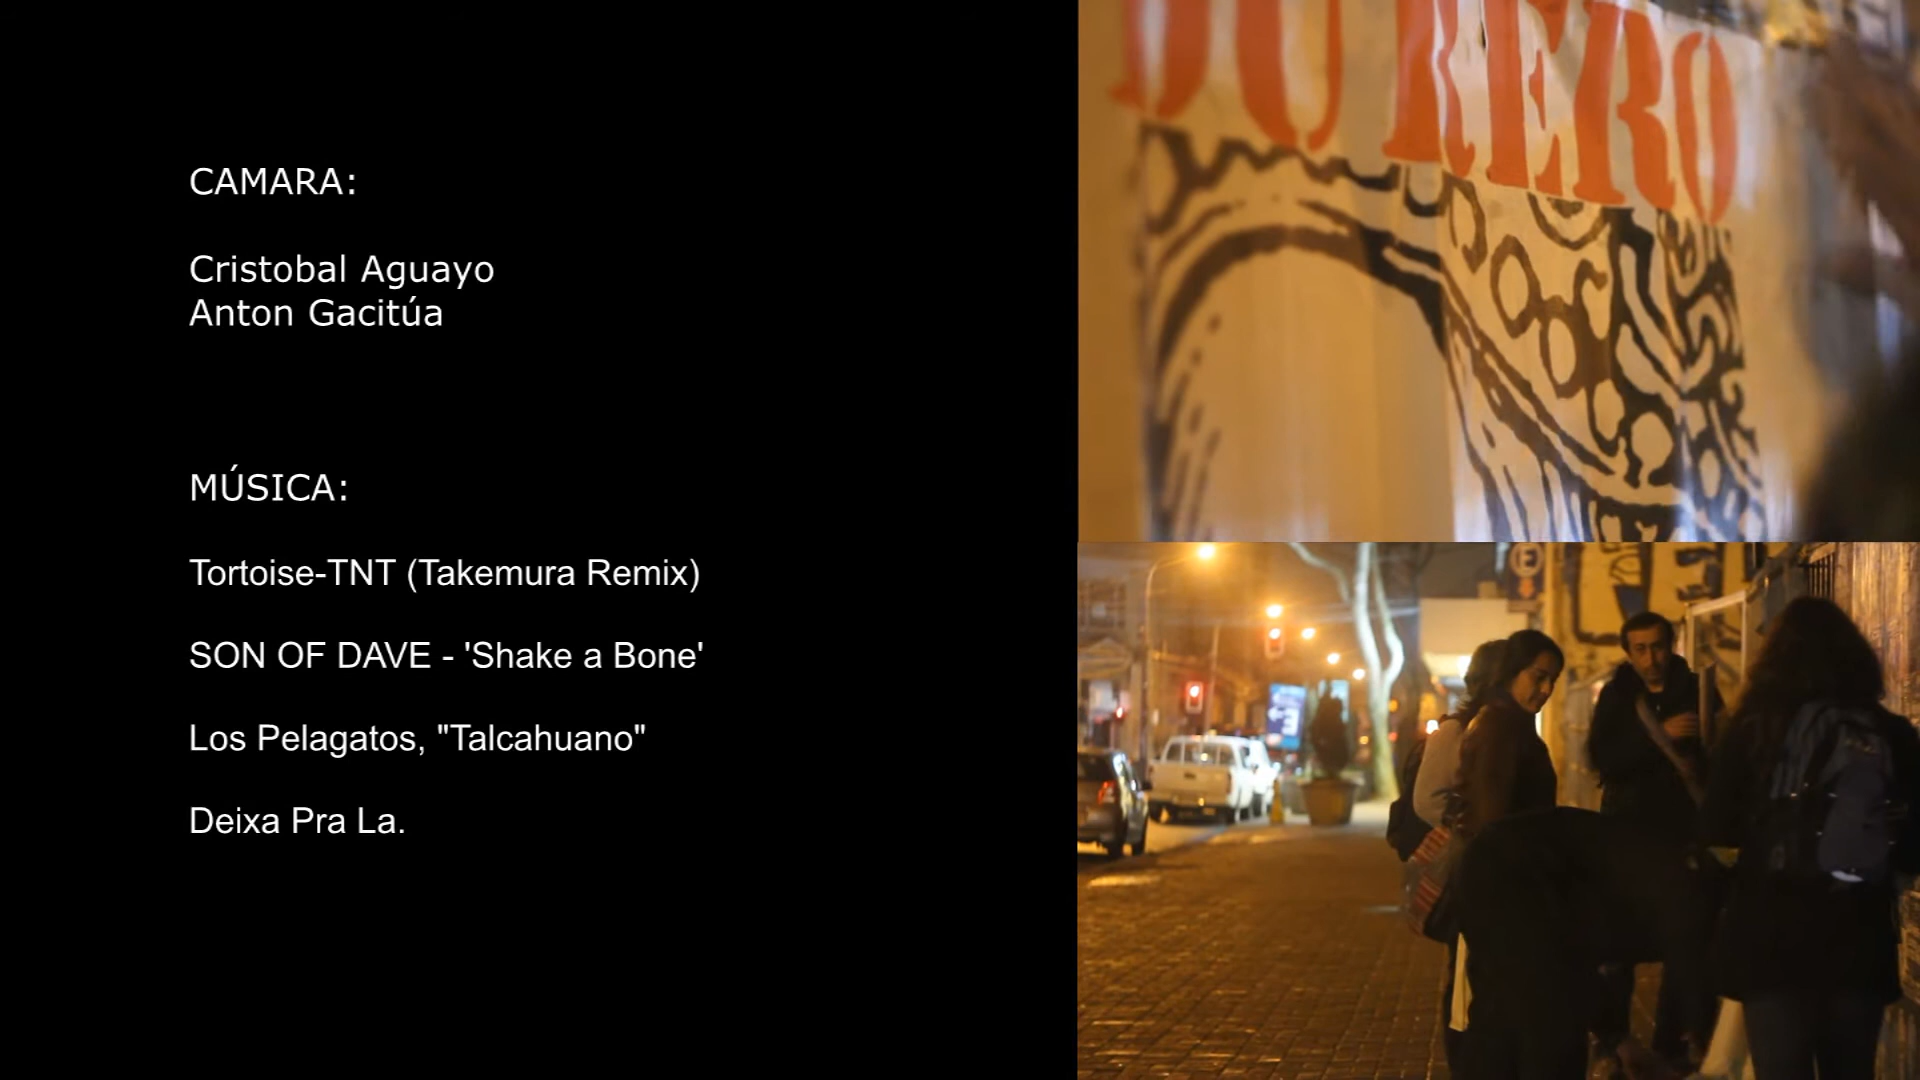 CAMARA:
Cristobal Aguayo
Anton Gacitúa
MÚSICA:
Tortoise-TNT (Takemura Remix)
SON OF DAVE - 'Shake a Bone'
Los Pelagatos, "Talcahuano"
Deixa Pra La.
DURERO
E